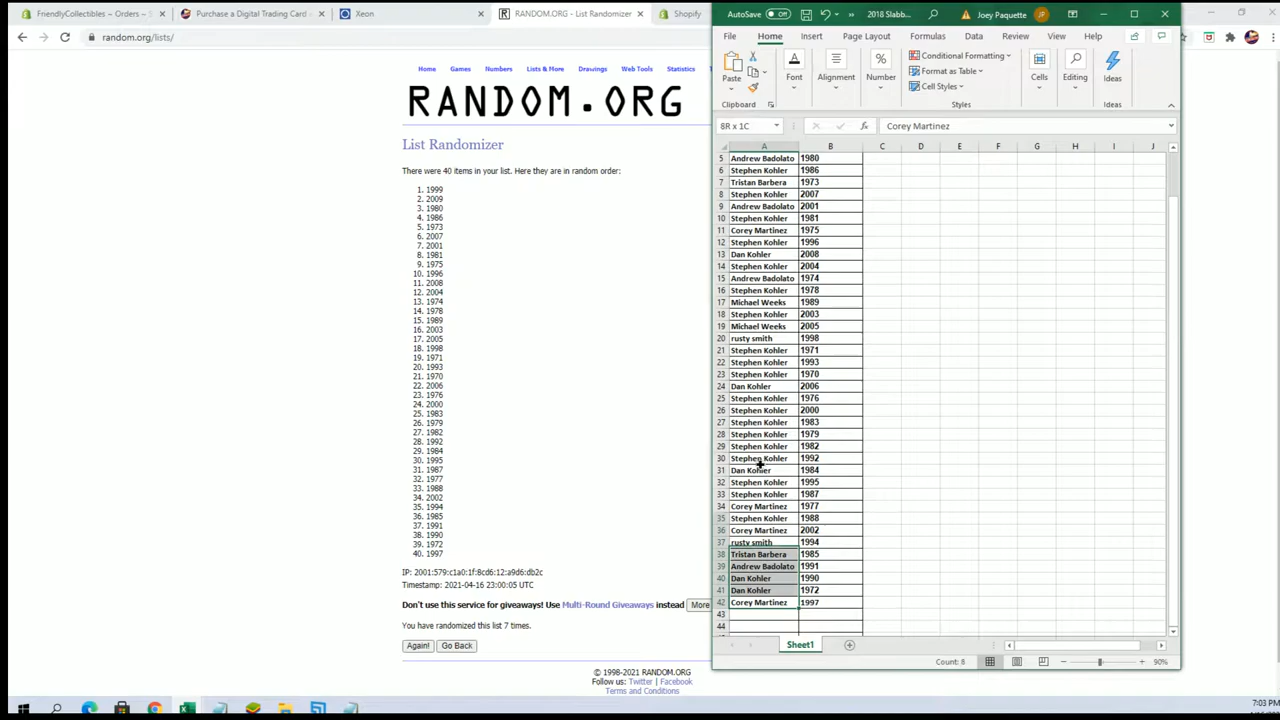 FriendlyCollectibles ~ Orders ~ S
Purchase a Digital Trading Card
Xeon
RANDOM.ORG - List Randomizer
Shopify
random.org/lists/
Home Games Numbers Lists & More Drawings Web Tools Statistics
RANDOM.ORG
List Randomizer
There were 40 items in your list. Here they are in random order:
1. 1999
2. 2009
3. 1980
4. 1986
5. 1973
6. 2007
7. 2001
8. 1981
9. 1975
10. 1996
11. 2008
12. 2004
13. 1974
14. 1978
15. 1989
16. 2003
17. 2005
18. 1998
19. 1971
20. 1993
21. 1970
22. 2006
23. 1976
24. 2000
25. 1983
26. 1979
27. 1982
28. 1992
29. 1984
30. 1995
31. 1987
32. 1977
33. 1988
34. 2002
35. 1994
36. 1985
37. 1991
38. 1990
39. 1972
40. 1997
IP: 2001:579:c1a0:1f:8cd6:12:a9d6:db2c
Timestamp: 2021-04-16 23:00:05 UTC
Don't use this service for giveaways! Use Multi-Round Giveaways instead More
You have randomized this list 7 times.
Again! Go Back
© 1998-2021 RANDOM.ORG
Follow us: Twitter | Facebook
Terms and Conditions
AutoSave Off 2018 Slabb... Joey Paquette
File Home Insert Page Layout Formulas Data Review View Help
Paste Font Alignment Number Conditional Formatting Format as Table Cell Styles Cells Editing Ideas
Clipboard Styles Ideas
8R x 1C fx Corey Martinez
A B C D E F G H I J
5 Andrew Badolato 1980
6 Stephen Kohler 1986
7 Tristan Barbera 1973
8 Stephen Kohler 2007
9 Andrew Badolato 2001
10 Stephen Kohler 1981
11 Corey Martinez 1975
12 Stephen Kohler 1996
13 Dan Kohler 2008
14 Stephen Kohler 2004
15 Andrew Badolato 1974
16 Stephen Kohler 1978
17 Michael Weeks 1989
18 Stephen Kohler 2003
19 Michael Weeks 2005
20 rusty smith 1998
21 Stephen Kohler 1971
22 Stephen Kohler 1993
23 Stephen Kohler 1970
24 Dan Kohler 2006
25 Stephen Kohler 1976
26 Stephen Kohler 2000
27 Stephen Kohler 1983
28 Stephen Kohler 1979
29 Stephen Kohler 1982
30 Stephen Kohler 1992
31 Dan Kohler 1984
32 Stephen Kohler 1995
33 Stephen Kohler 1987
34 Corey Martinez 1977
35 Stephen Kohler 1988
36 Corey Martinez 2002
37 rusty smith 1994
38 Tristan Barbera 1985
39 Andrew Badolato 1991
40 Dan Kohler 1990
41 Dan Kohler 1972
42 Corey Martinez 1997
43
44
Sheet1
Count: 8 90%
7:03 PM